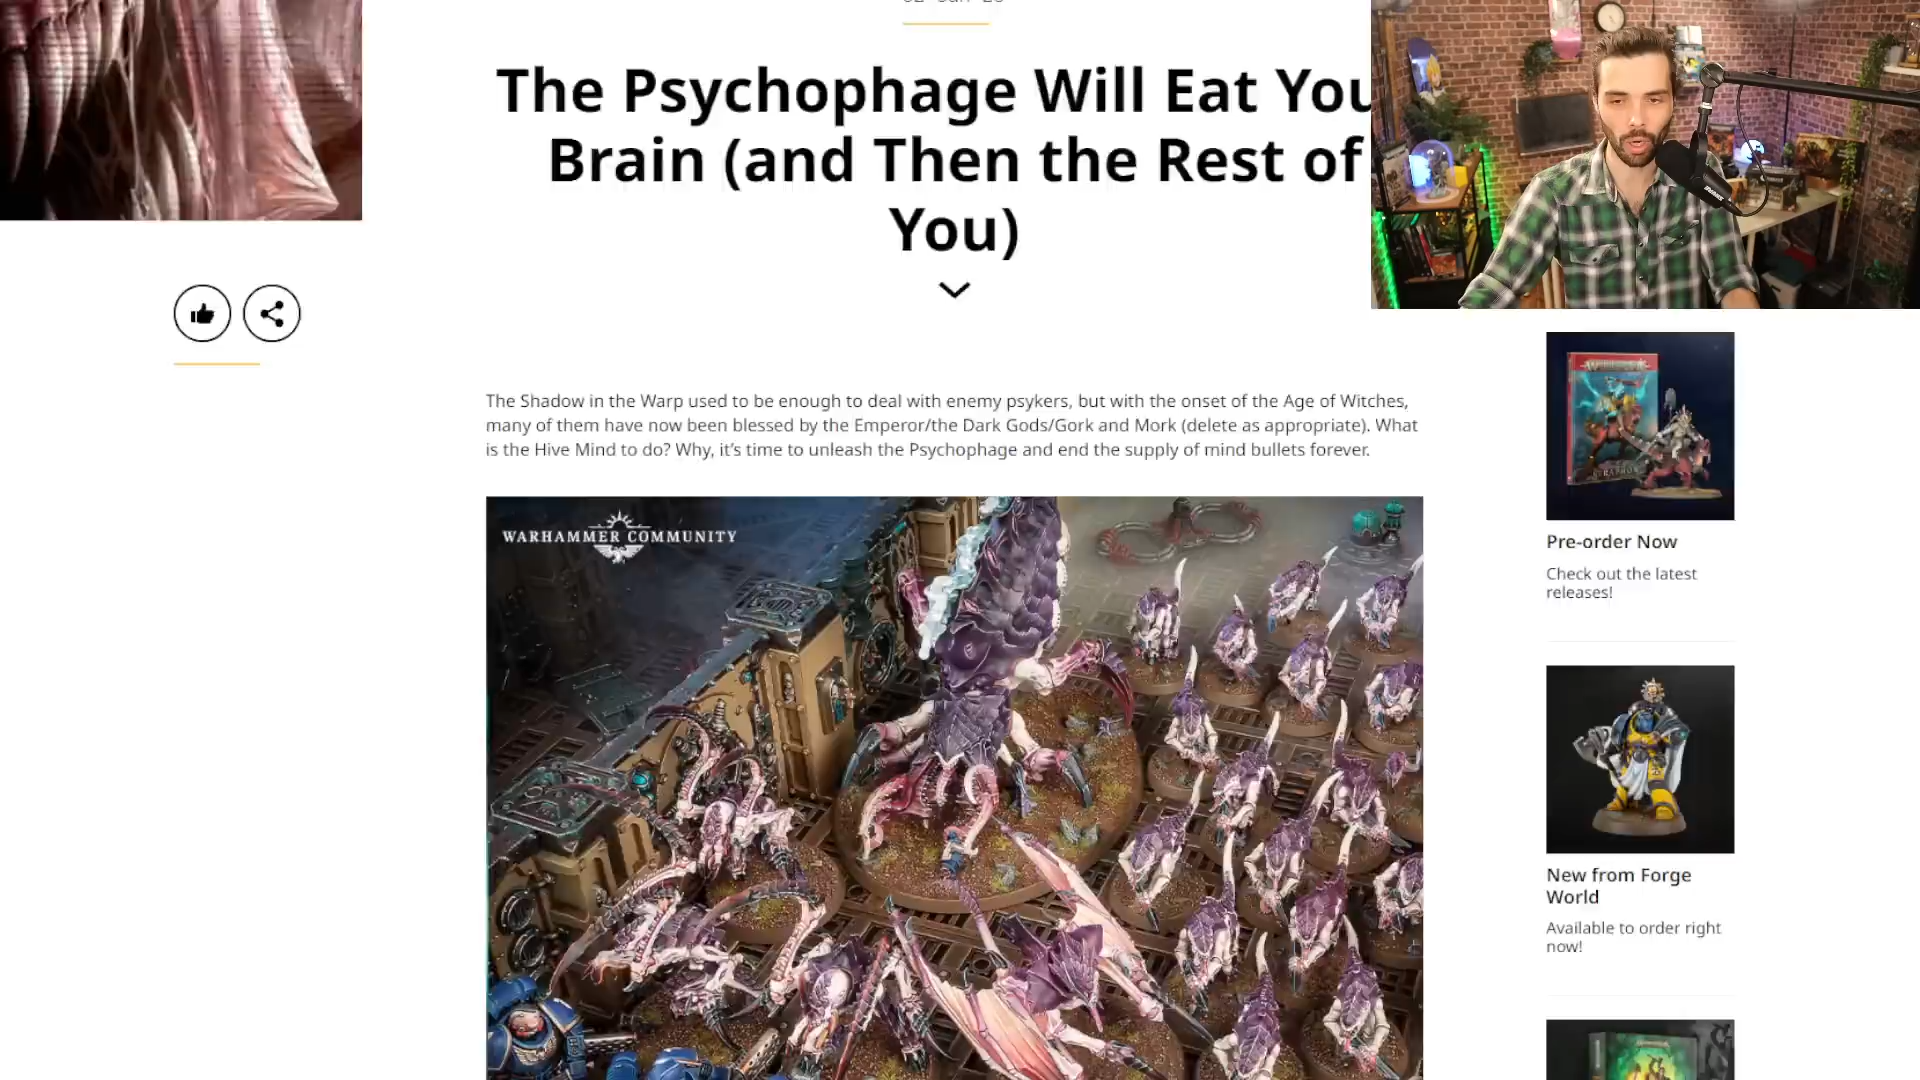 The Psychophage Will Eat You
Brain (and Then the Rest of
You)
The Shadow in the Warp used to be enough to deal with enemy psykers, but with the onset of the Age of Witches,
many of them have now been blessed by the Emperor/the Dark Gods/Gork and Mork (delete as appropriate). What
is the Hive Mind to do? Why, it’s time to unleash the Psychophage and end the supply of mind bullets forever.
WARHAMMER COMMUNITY
Pre-order Now
Check out the latest
releases!
New from Forge
World
Available to order right
now!